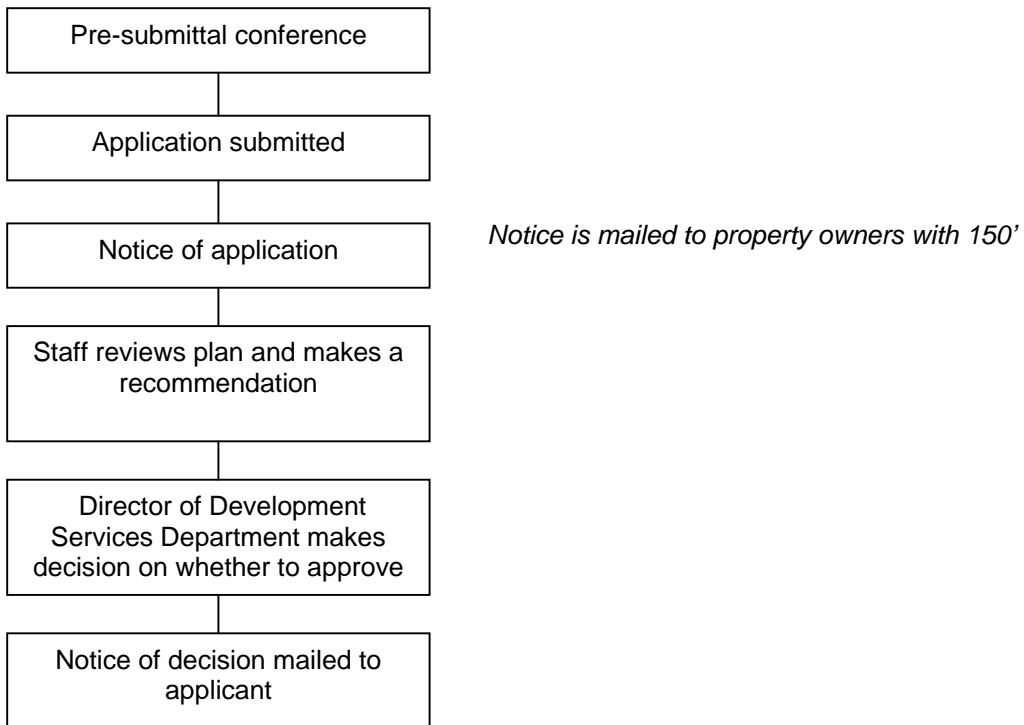 Pre-submittal conference
Application submitted
Notice of application
Notice is mailed to property owners with 150’
Staff reviews plan and makes a
recommendation
Director of Development
Services Department makes
decision on whether to approve
Notice of decision mailed to
applicant